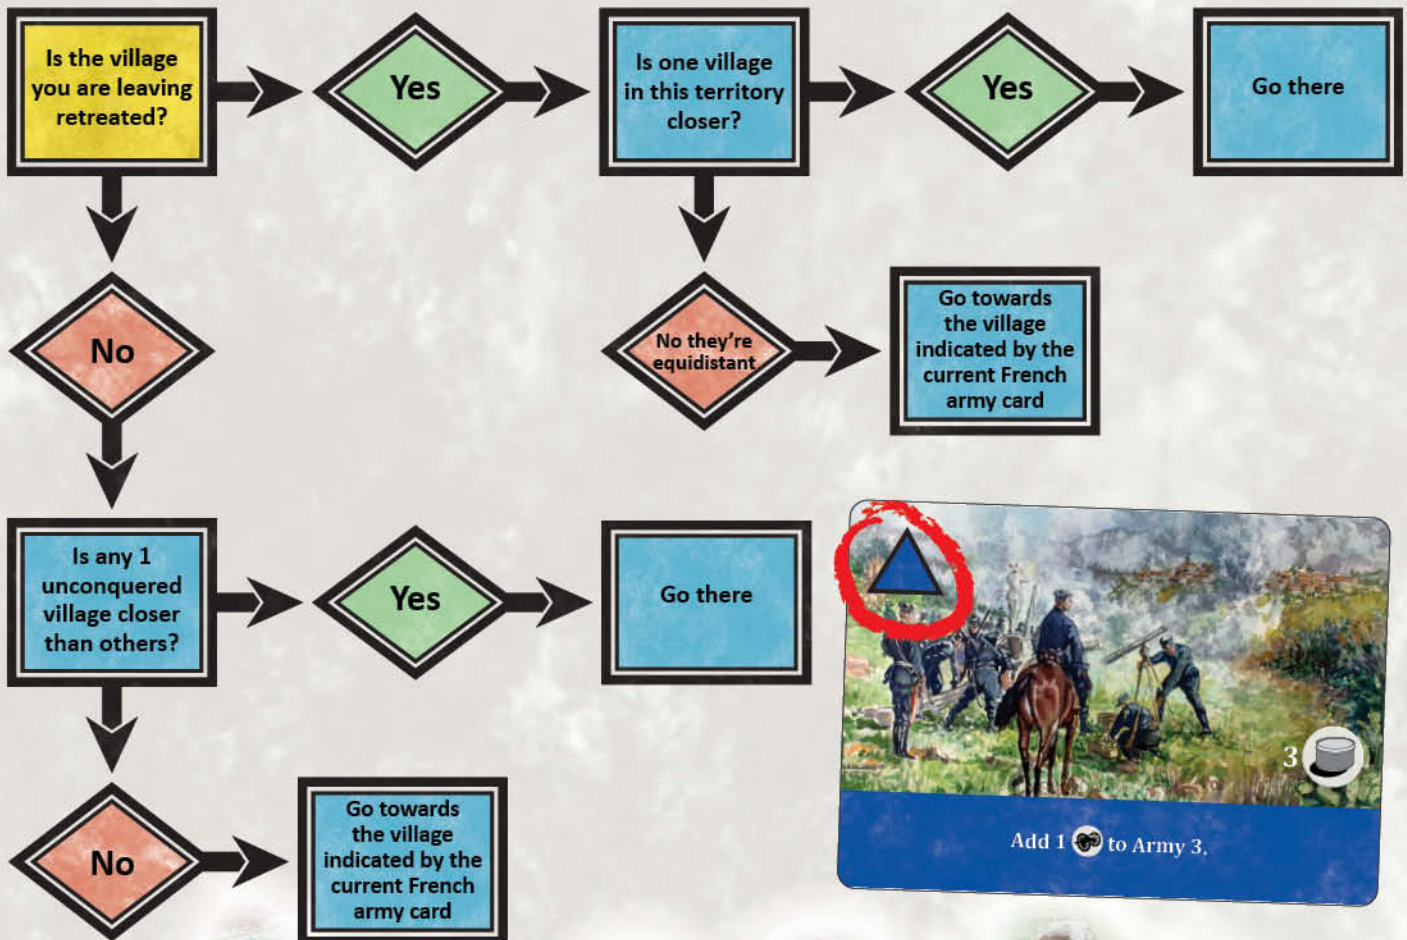 Is the village
you are leaving
retreated?
Yes
Is one village
in this territory
closer?
Yes
Go there
No
No they're
equidistant
Go towards
the village
indicated by the
current French
army card
Is any 1
unconquered
village closer
than others?
Yes
Go there
3
Add 1 to Army 3.
No
Go towards
the village
indicated by the
current French
army card